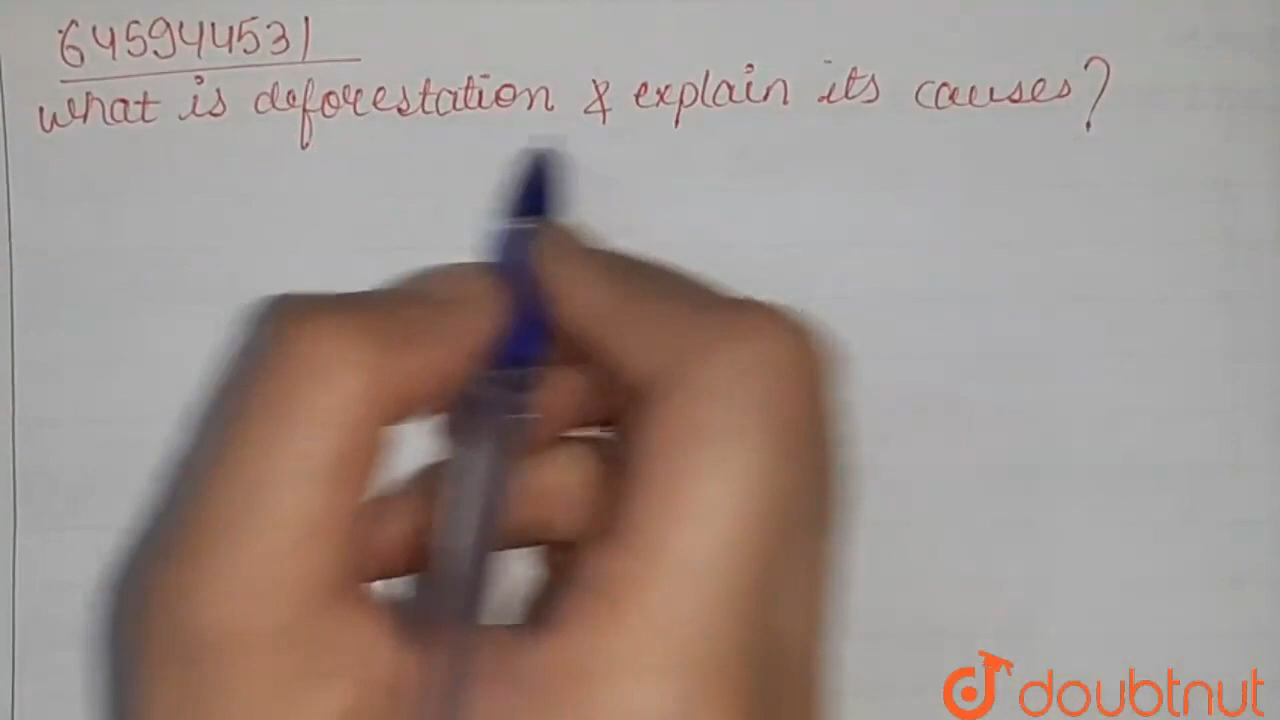 645944531
what is deforestation & explain its causes?
doubtnut